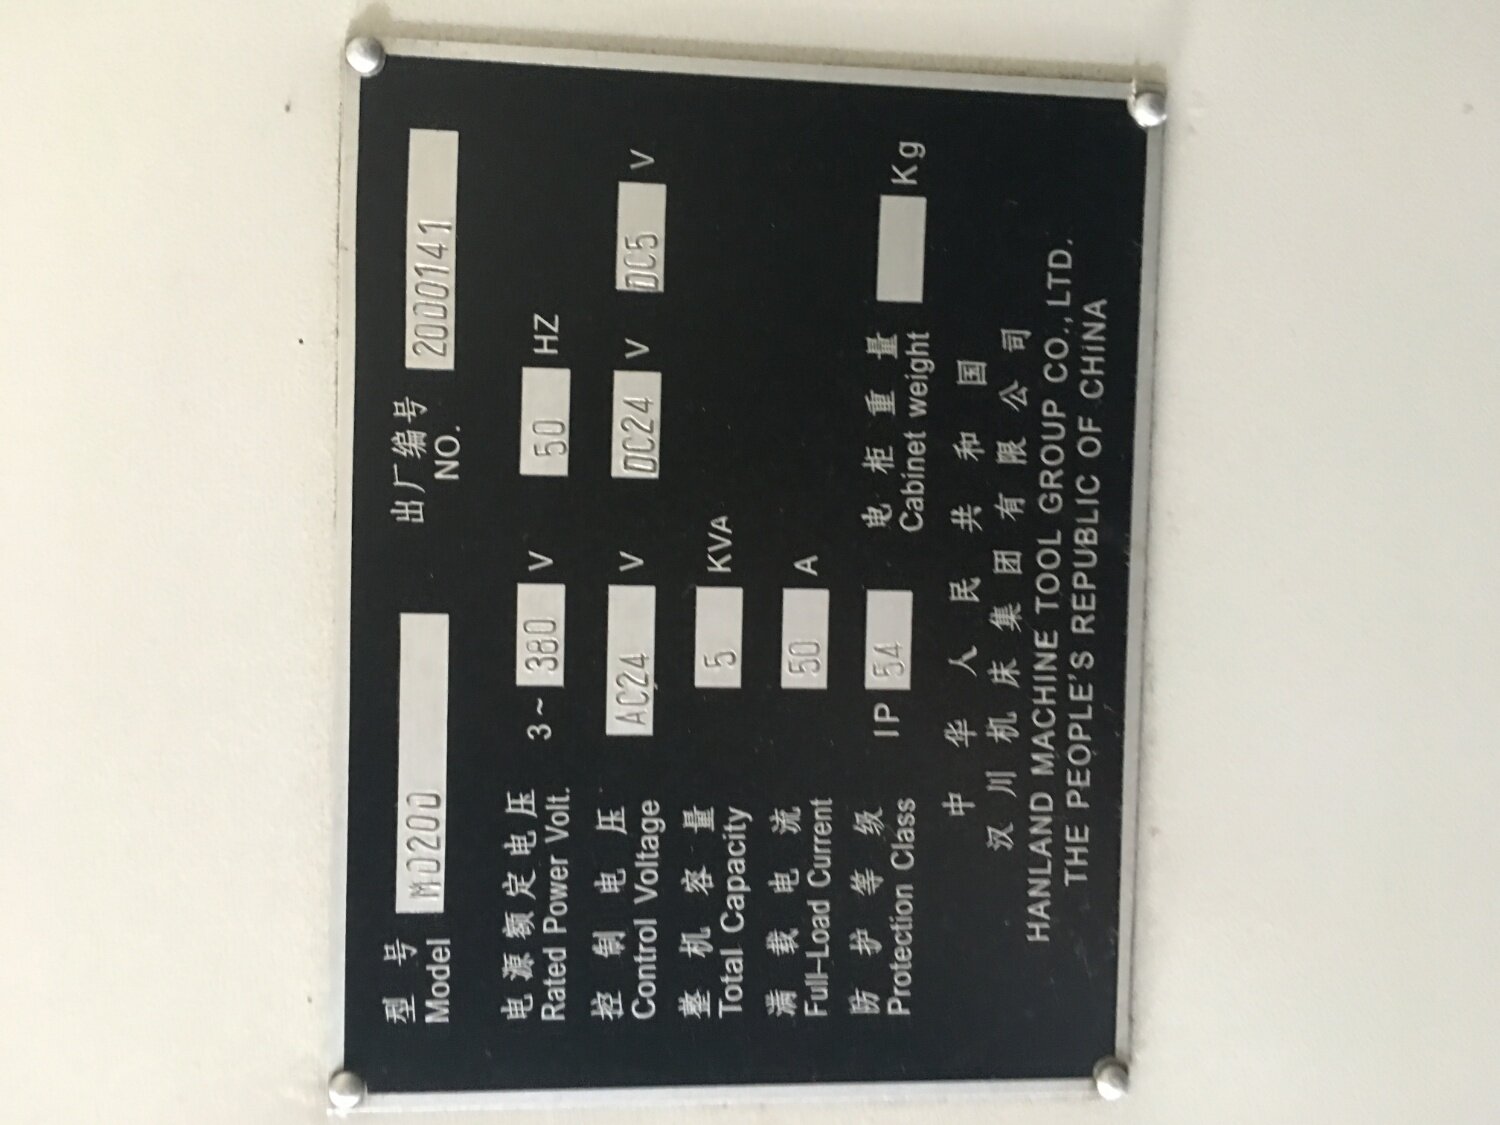 型号 出厂编号
Model MO200 NO. 2000141
电源额定电压
Rated Power Volt. 3~ 380 V 50 HZ
控制电压
Control Voltage AC24 V DC24 V DC5 V
整机容量
Total Capacity 5 KVA
满载电流
Full-Load Current 50 A
防护等级 电柜重量
Protection Class IP 54 Cabinet weight Kg
中华人民共和国
汉川机床集团有限公司
HANLAND MACHINE TOOL GROUP CO.,LTD.
THE PEOPLE'S REPUBLIC OF CHINA